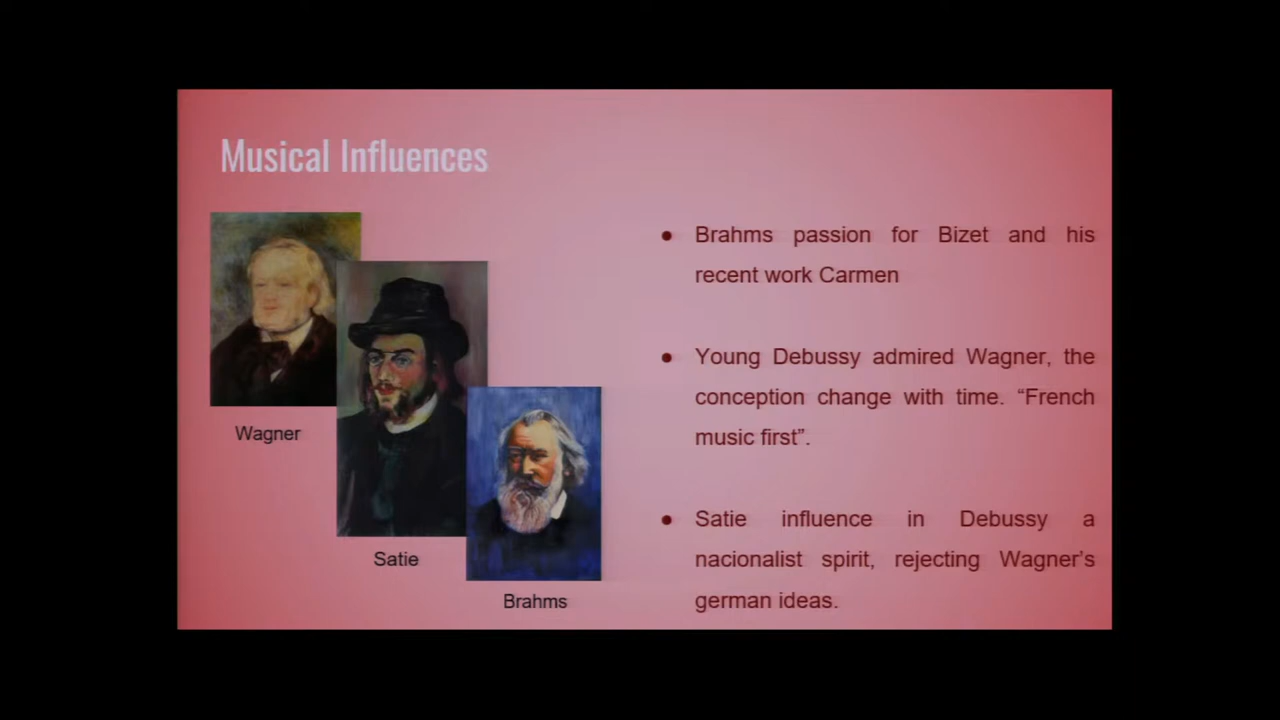 Musical Influences
Wagner
Satie
Brahms
● Brahms passion for Bizet and his
recent work Carmen
● Young Debussy admired Wagner, the
conception change with time. “French
music first”.
● Satie influence in Debussy a
nacionalist spirit, rejecting Wagner’s
german ideas.